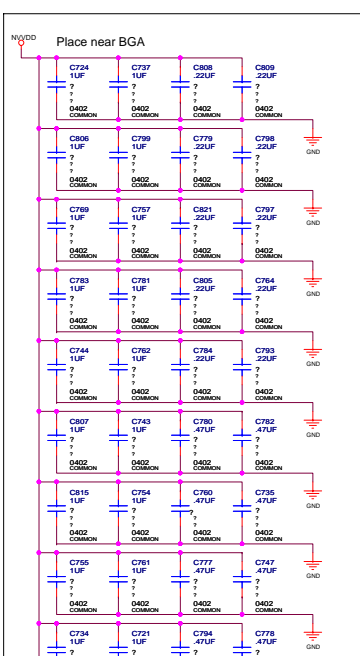 NVVDD
Place near BGA
C724 C737 C808 C809
1UF 1UF .22UF .22UF
? ? ? ?
? ? ? ?
? ? ? ?
0402 0402 0402 0402
COMMON COMMON COMMON COMMON
GND
C806 C799 C779 C798
1UF 1UF .22UF .22UF
? ? ? ?
? ? ? ?
? ? ? ?
0402 0402 0402 0402
COMMON COMMON COMMON COMMON
GND
C769 C757 C821 C797
1UF 1UF .22UF .22UF
? ? ? ?
? ? ? ?
? ? ? ?
0402 0402 0402 0402
COMMON COMMON COMMON COMMON
GND
C783 C781 C805 C764
1UF 1UF .22UF .22UF
? ? ? ?
? ? ? ?
? ? ? ?
0402 0402 0402 0402
COMMON COMMON COMMON COMMON
GND
C744 C762 C784 C793
1UF 1UF .22UF .22UF
? ? ? ?
? ? ? ?
? ? ? ?
0402 0402 0402 0402
COMMON COMMON COMMON COMMON
GND
C807 C743 C780 C782
1UF 1UF .47UF .47UF
? ? ? ?
? ? ? ?
? ? ? ?
0402 0402 0402 0402
COMMON COMMON COMMON COMMON
GND
C815 C754 C760 C735
1UF 1UF .47UF .47UF
? ? ? ?
? ? ? ?
? ? ? ?
0402 0402 0402 0402
COMMON COMMON COMMON COMMON
GND
C755 C761 C777 C747
1UF 1UF .47UF .47UF
? ? ? ?
? ? ? ?
? ? ? ?
0402 0402 0402 0402
COMMON COMMON COMMON COMMON
GND
C734 C721 C794 C778
1UF 1UF .47UF .47UF
? ? ? ?
GND